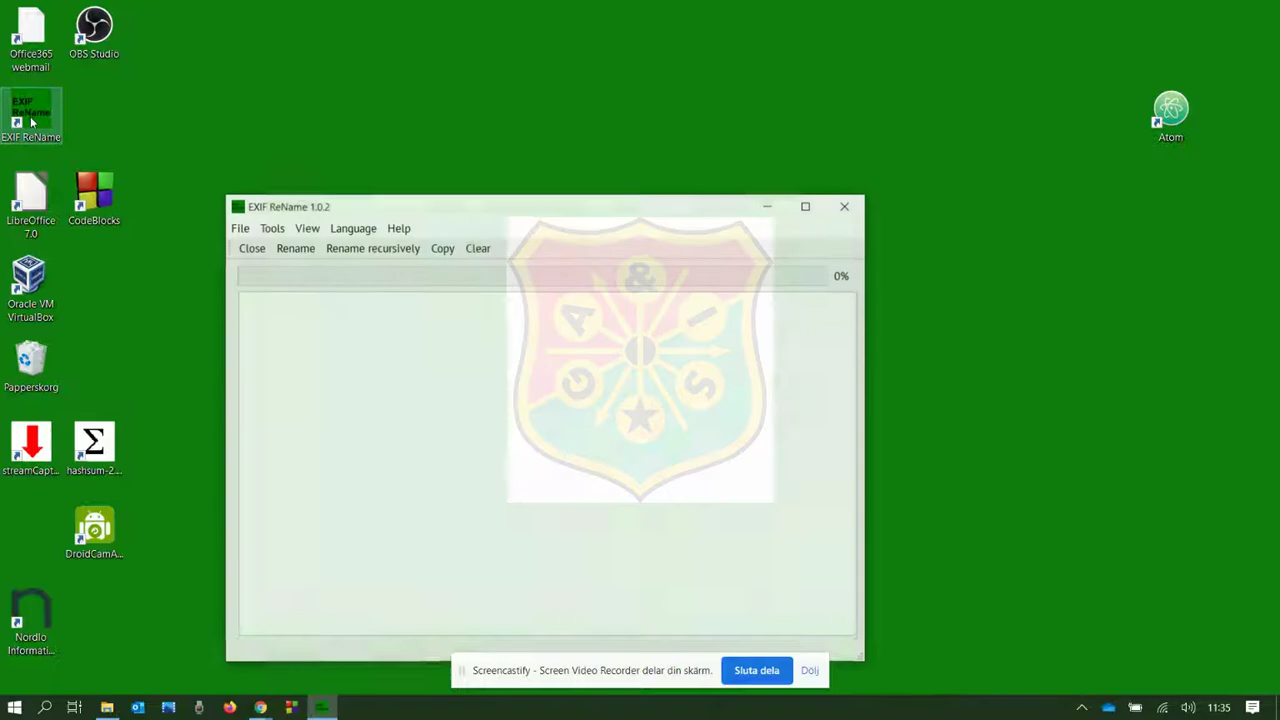 Office365
webmail
OBS Studio
EXIF
ReName
EXIF ReName
Atom
LibreOffice
7.0
CodeBlocks
Oracle VM
VirtualBox
Papperskorg
streamCapt...
Σ
hashsum-2....
DroidCamA...
n
Nordlo
Informati...
EXIF ReName 1.0.2
File Tools View Language Help
Close Rename Rename recursively Copy Clear
0%
&
A I
G S
Screencastify - Screen Video Recorder delar din skärm. Sluta dela Dölj
11:35